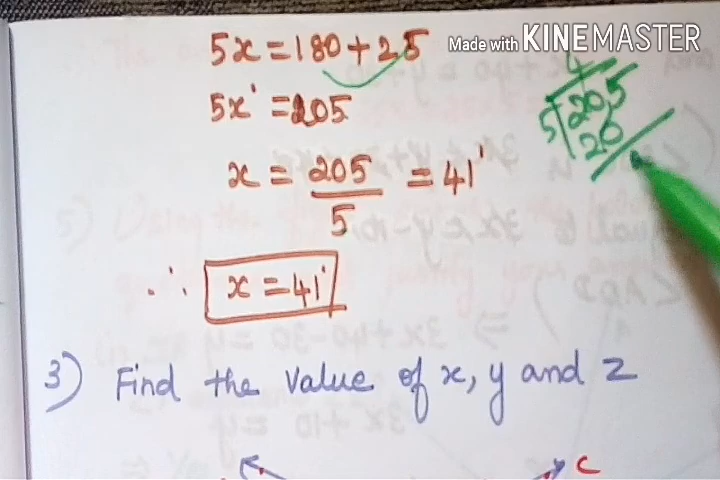 5x = 180 + 25
Made with KINEMASTER
5x = 205
x = 205/5 = 41
4
5 205
20
∴ x = 41
3) Find the value of x, y and z
C